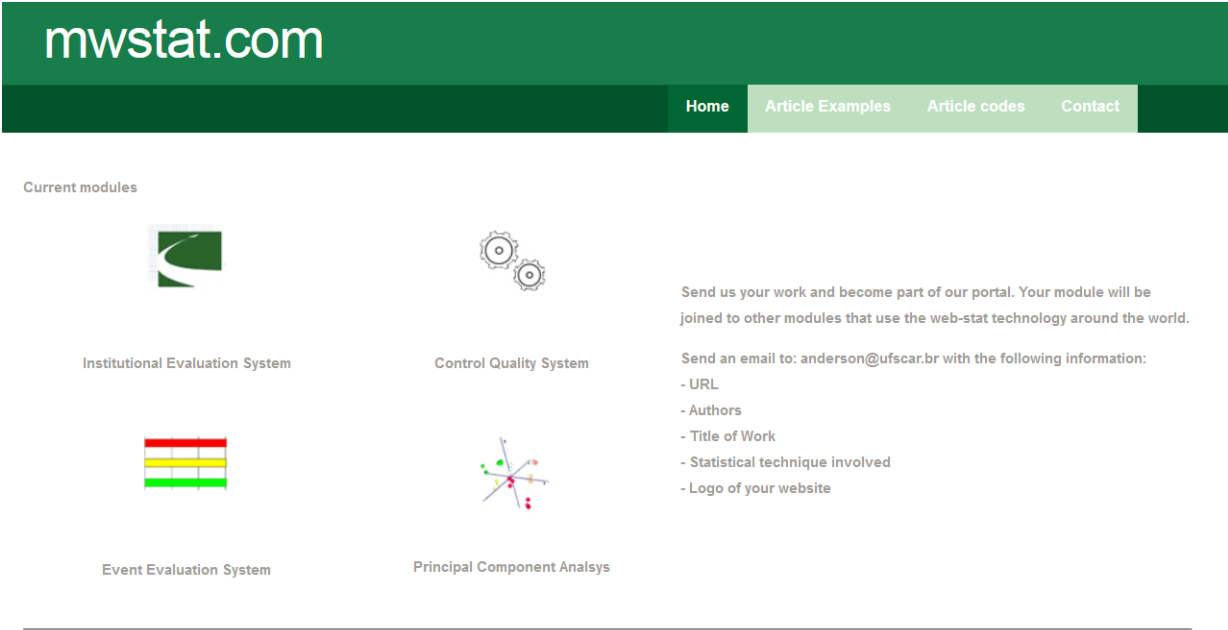 mwstat.com
Home
Article Examples
Article codes
Contact
Current modules
Institutional Evaluation System
Control Quality System
Event Evaluation System
Principal Component Analsys
Send us your work and become part of our portal. Your module will be
joined to other modules that use the web-stat technology around the world.
Send an email to: anderson@ufscar.br with the following information:
- URL
- Authors
- Title of Work
- Statistical technique involved
- Logo of your website